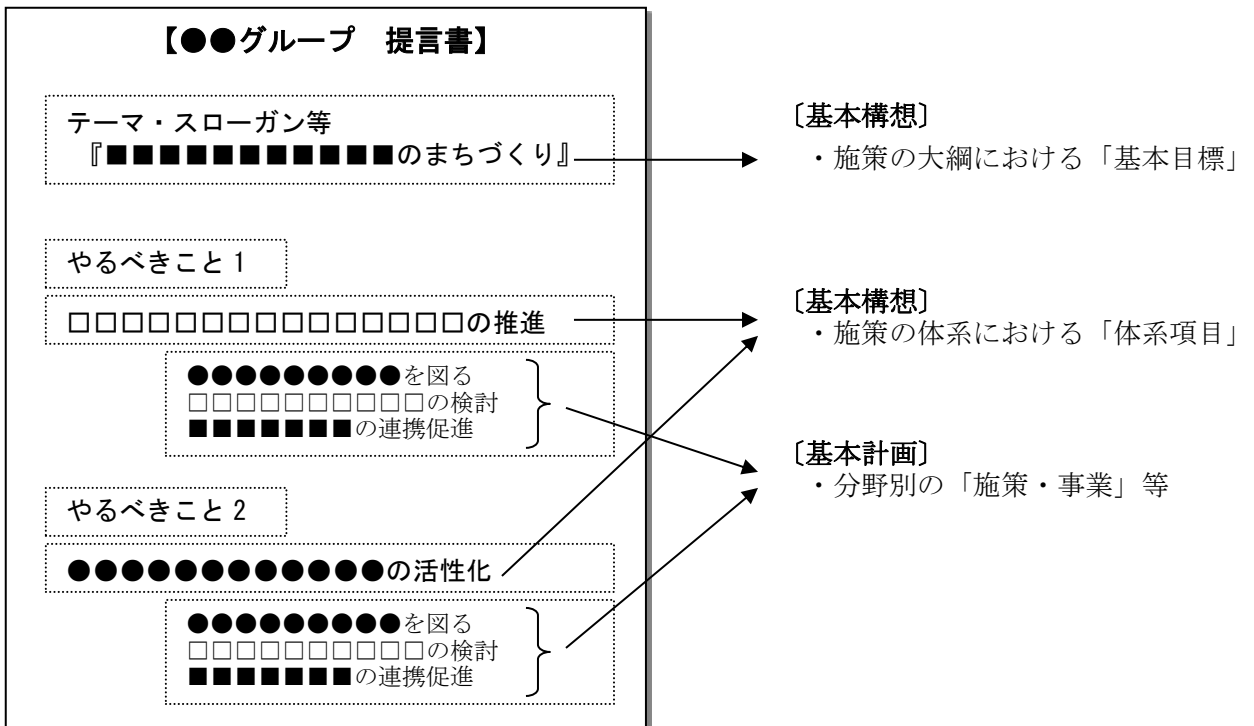 【●●グループ　提言書】
テーマ・スローガン等
『■■■■■■■■■■■のまちづくり』
〔基本構想〕
・施策の大綱における「基本目標」
やるべきこと1
□□□□□□□□□□□□□□□の推進
〔基本構想〕
・施策の体系における「体系項目」
●●●●●●●●●を図る
□□□□□□□□□□の検討
■■■■■■■の連携促進
〔基本計画〕
・分野別の「施策・事業」等
やるべきこと2
●●●●●●●●●●●●の活性化
●●●●●●●●●を図る
□□□□□□□□□□の検討
■■■■■■■の連携促進